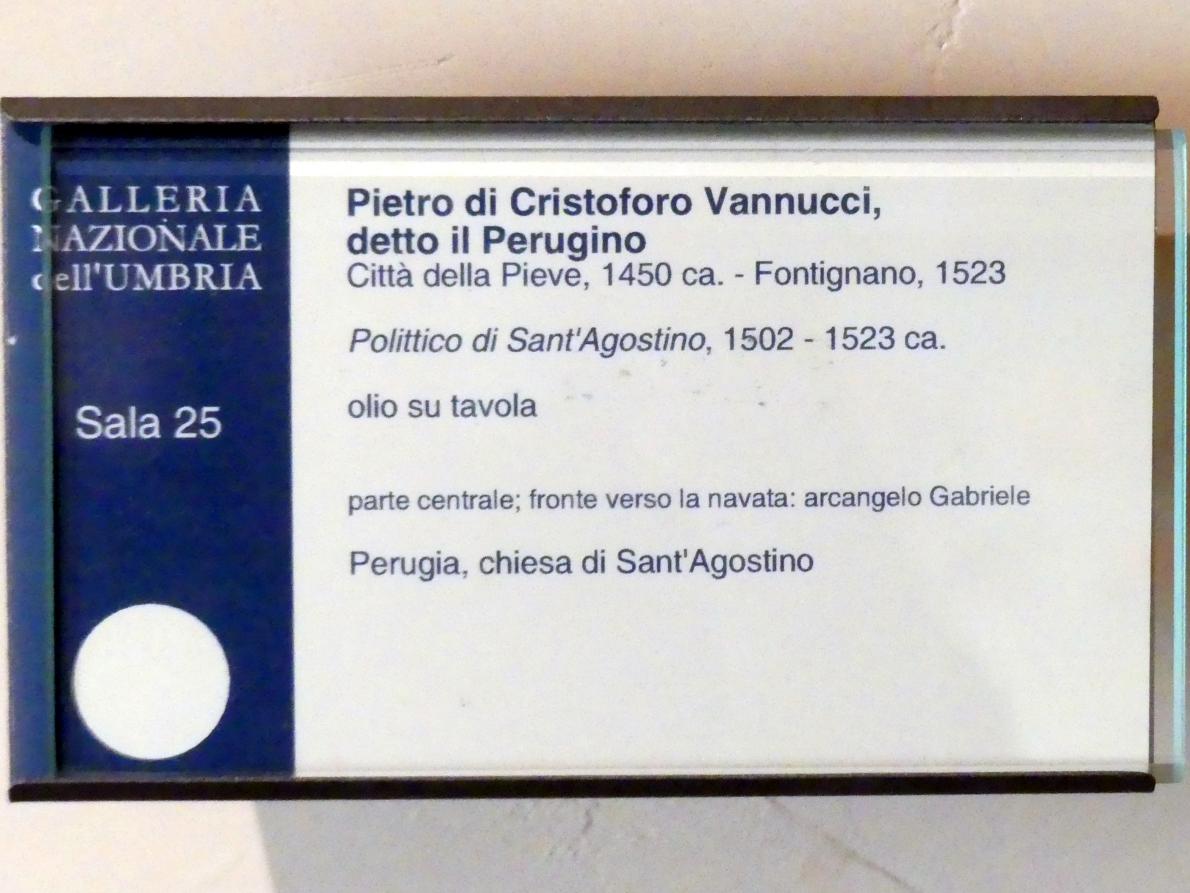 GALLERIA
NAZIONALE
dell'UMBRIA
Sala 25
Pietro di Cristoforo Vannucci,
detto il Perugino
Città della Pieve, 1450 ca. - Fontignano, 1523
Polittico di Sant'Agostino, 1502 - 1523 ca.
olio su tavola
parte centrale; fronte verso la navata: arcangelo Gabriele
Perugia, chiesa di Sant'Agostino